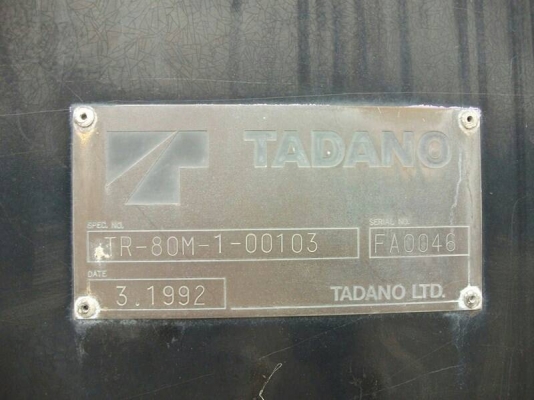 TADANO
SPEC. NO.
TR-80M-1-00103
SERIAL NO.
FA0046
DATE
3.1992
TADANO LTD.